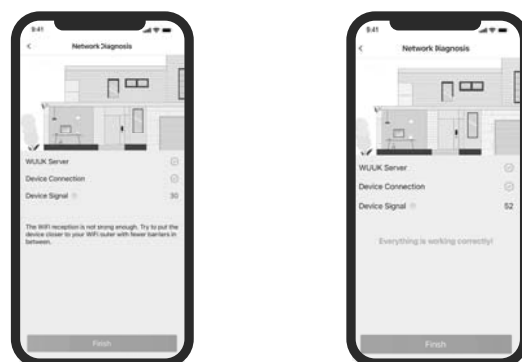 9:41
Network Diagnosis
WUUK Server
Device Connection
Device Signal
30
The WiFi reception is not strong enough. Try to put the
device closer to your WiFi router with fewer barriers in
between.
Finish
9:41
Network Diagnosis
WUUK Server
Device Connection
Device Signal
52
Everything is working correctly!
Finish